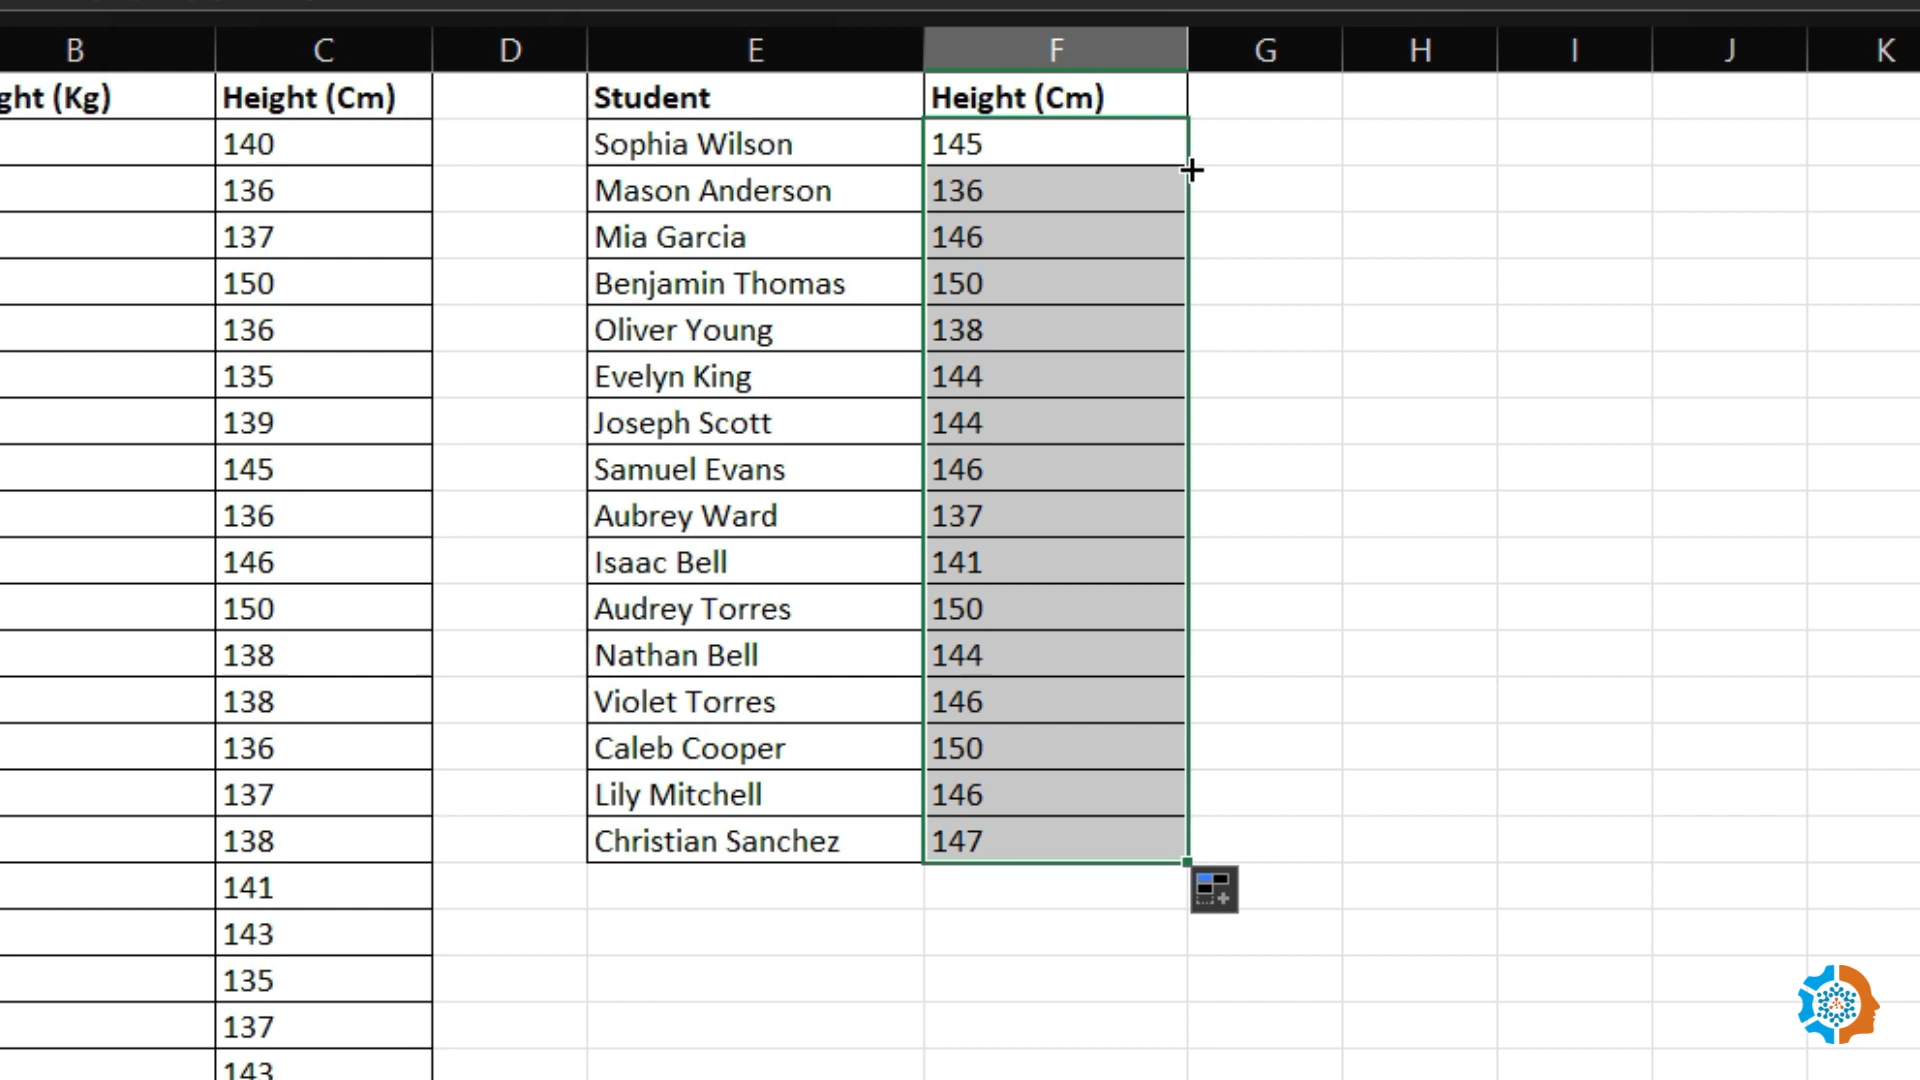 B C D E F G H I J K
ght (Kg) Height (Cm) Student Height (Cm)
140 Sophia Wilson 145
136 Mason Anderson 136
137 Mia Garcia 146
150 Benjamin Thomas 150
136 Oliver Young 138
135 Evelyn King 144
139 Joseph Scott 144
145 Samuel Evans 146
136 Aubrey Ward 137
146 Isaac Bell 141
150 Audrey Torres 150
138 Nathan Bell 144
138 Violet Torres 146
136 Caleb Cooper 150
137 Lily Mitchell 146
138 Christian Sanchez 147
141
143
135
137
143